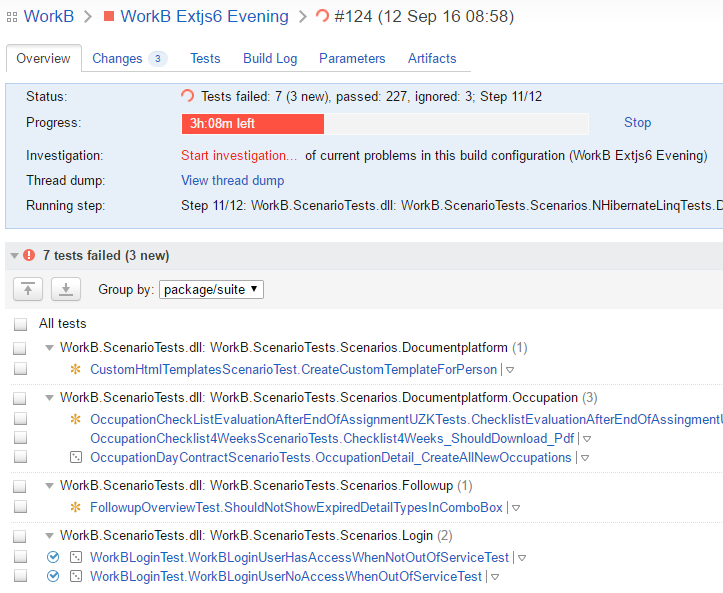 WorkB > WorkB Extjs6 Evening > #124 (12 Sep 16 08:58)
Overview Changes 3 Tests Build Log Parameters Artifacts
Status: Tests failed: 7 (3 new), passed: 227, ignored: 3; Step 11/12
Progress: 3h:08m left Stop
Investigation: Start investigation... of current problems in this build configuration (WorkB Extjs6 Evening)
Thread dump: View thread dump
Running step: Step 11/12: WorkB.ScenarioTests.dll: WorkB.ScenarioTests.Scenarios.NHibernateLinqTests.D
7 tests failed (3 new)
Group by: package/suite
All tests
WorkB.ScenarioTests.dll: WorkB.ScenarioTests.Scenarios.Documentplatform (1)
CustomHtmlTemplatesScenarioTest.CreateCustomTemplateForPerson
WorkB.ScenarioTests.dll: WorkB.ScenarioTests.Scenarios.Documentplatform.Occupation (3)
OccupationCheckListEvaluationAfterEndOfAssignmentUZKTests.ChecklistEvaluationAfterEndOfAssingmentU
OccupationChecklist4WeeksScenarioTests.Checklist4Weeks_ShouldDownload_Pdf
OccupationDayContractScenarioTests.OccupationDetail_CreateAllNewOccupations
WorkB.ScenarioTests.dll: WorkB.ScenarioTests.Scenarios.Followup (1)
FollowupOverviewTest.ShouldNotShowExpiredDetailTypesInComboBox
WorkB.ScenarioTests.dll: WorkB.ScenarioTests.Scenarios.Login (2)
WorkBLoginTest.WorkBLoginUserHasAccessWhenNotOutOfServiceTest
WorkBLoginTest.WorkBLoginUserNoAccessWhenOutOfServiceTest